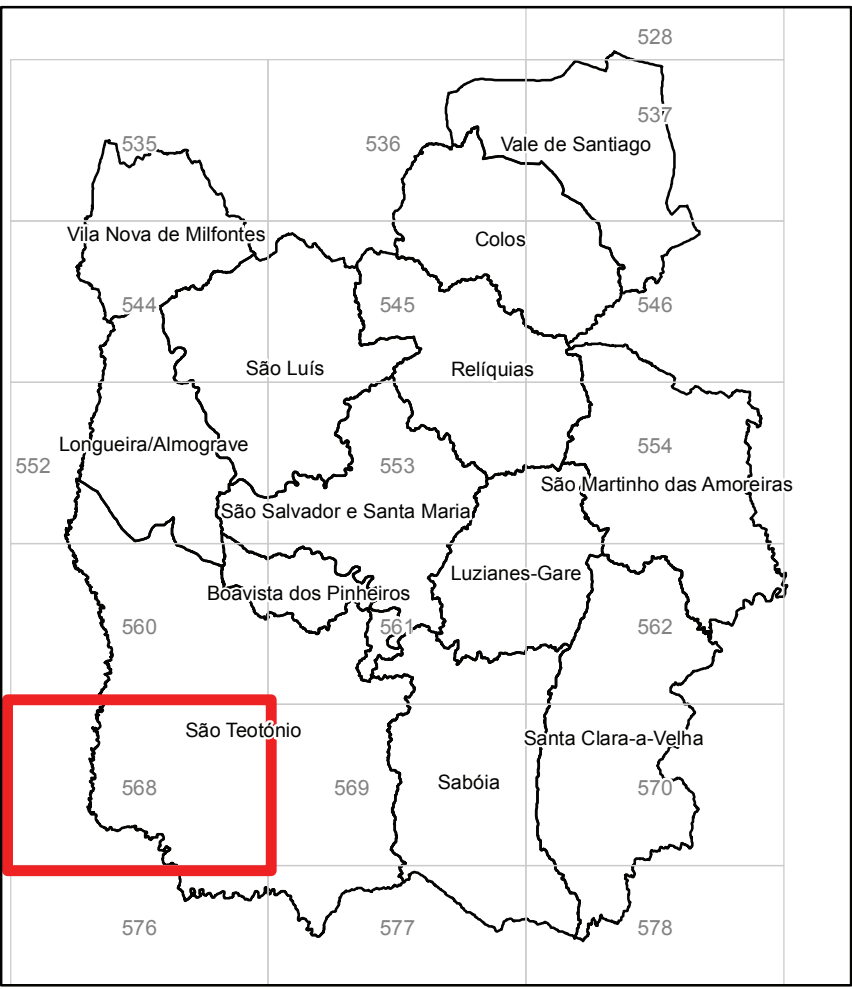 528
537
535
536
Vale de Santiago
Vila Nova de Milfontes
Colos
544
545
546
São Luís
Relíquias
Longueira/Almograve
554
552
553
São Martinho das Amoreiras
São Salvador e Santa Maria
Luzianes-Gare
Boavista dos Pinheiros
560
561
562
São Teotónio
Santa Clara-a-Velha
Sabóia
568
569
570
576
577
578